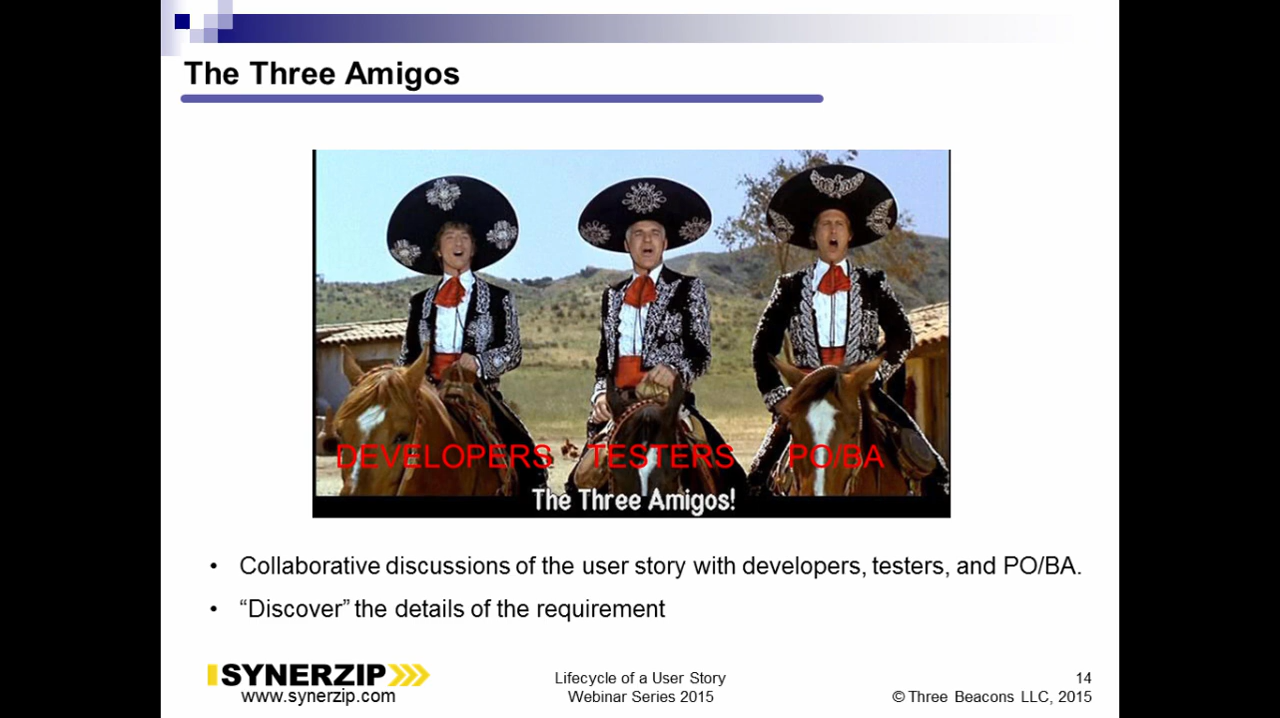 The Three Amigos
DEVELOPERS TESTERS PO/BA
The Three Amigos!
• Collaborative discussions of the user story with developers, testers, and PO/BA.
• “Discover” the details of the requirement
SYNERZIP
www.synerzip.com
Lifecycle of a User Story
Webinar Series 2015
14
© Three Beacons LLC, 2015